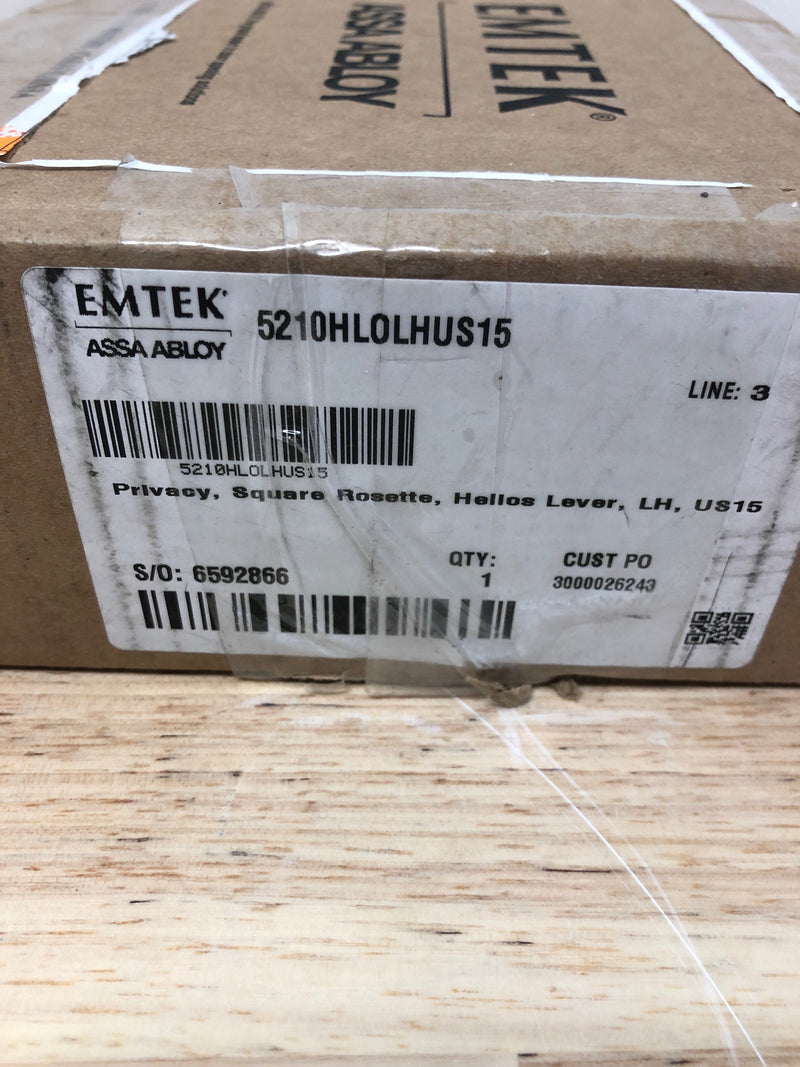 EMTEK®
ASSA ABLOY
EMTEK
ASSA ABLOY
5210HLOLHUS15
LINE: 3
5210HLOLHUS15
Privacy, Square Rosette, Helios Lever, LH, US15
S/O: 6592866
QTY:
1
CUST PO
3000026243